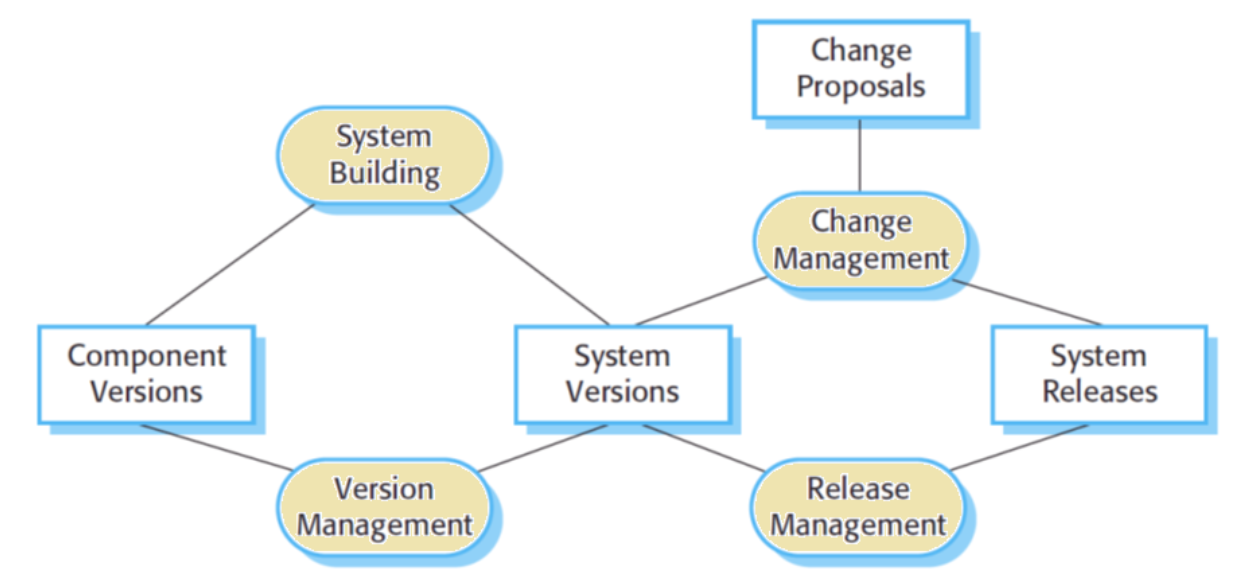 Change
Proposals
System
Building
Change
Management
Component
Versions
System
Versions
System
Releases
Version
Management
Release
Management